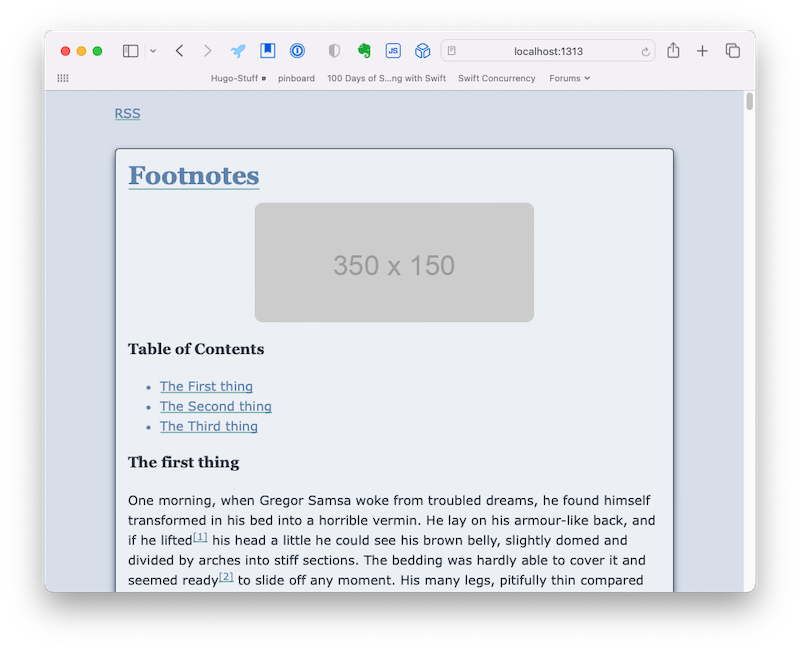 JS
localhost:1313
Hugo-Stuff
pinboard
100 Days of S...ng with Swift
Swift Concurrency
Forums
RSS
Footnotes
350 x 150
Table of Contents
• The First thing
• The Second thing
• The Third thing
The first thing
One morning, when Gregor Samsa woke from troubled dreams, he found himself
transformed in his bed into a horrible vermin. He lay on his armour-like back, and
if he lifted[1] his head a little he could see his brown belly, slightly domed and
divided by arches into stiff sections. The bedding was hardly able to cover it and
seemed ready[2] to slide off any moment. His many legs, pitifully thin compared